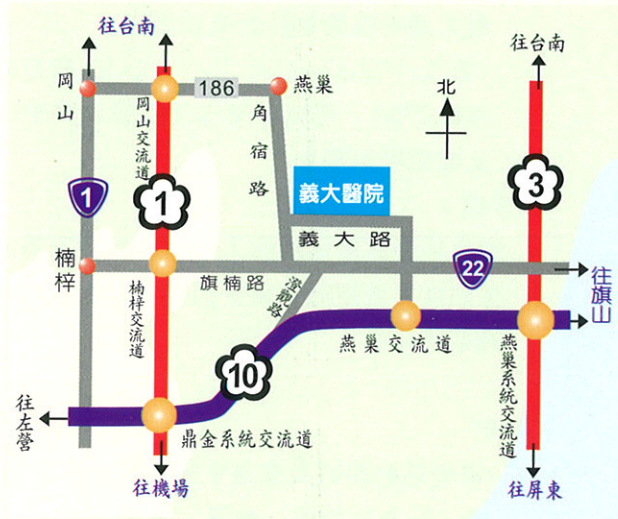 往台南
往台南
岡山
186
燕巢
北
岡山交流道
角宿路
1
1
義大醫院
3
義大路
楠梓
旗楠路
22
往旗山
楠梓交流道
澄觀路
燕巢交流道
燕巢系統交流道
10
往左營
鼎金系統交流道
往機場
往屏東